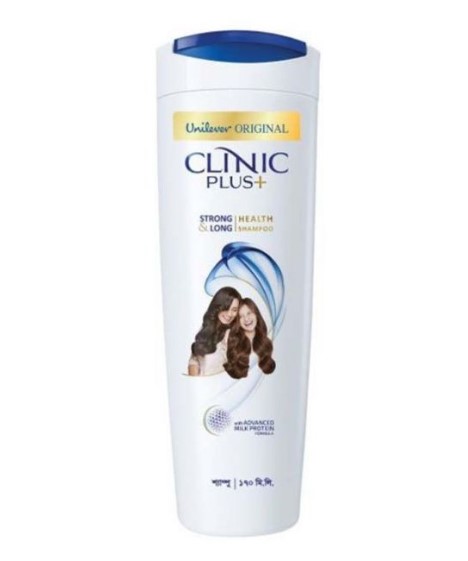 Unilever ORIGINAL
CLINIC
PLUS+
STRONG
& LONG
HEALTH
SHAMPOO
with ADVANCED
MILK PROTEIN
FORMULA
শ্যাম্পু | ১৭০ মি.লি.